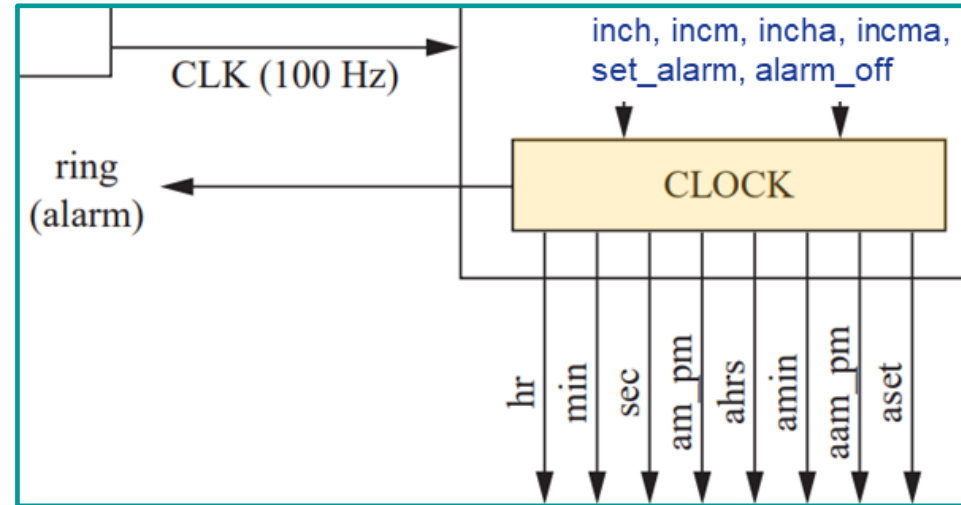 inch, incm, incha, incma,
set_alarm, alarm_off
CLK (100 Hz)
ring
(alarm)
CLOCK
hr
min
sec
am_pm
ahrs
amin
aam_pm
aset